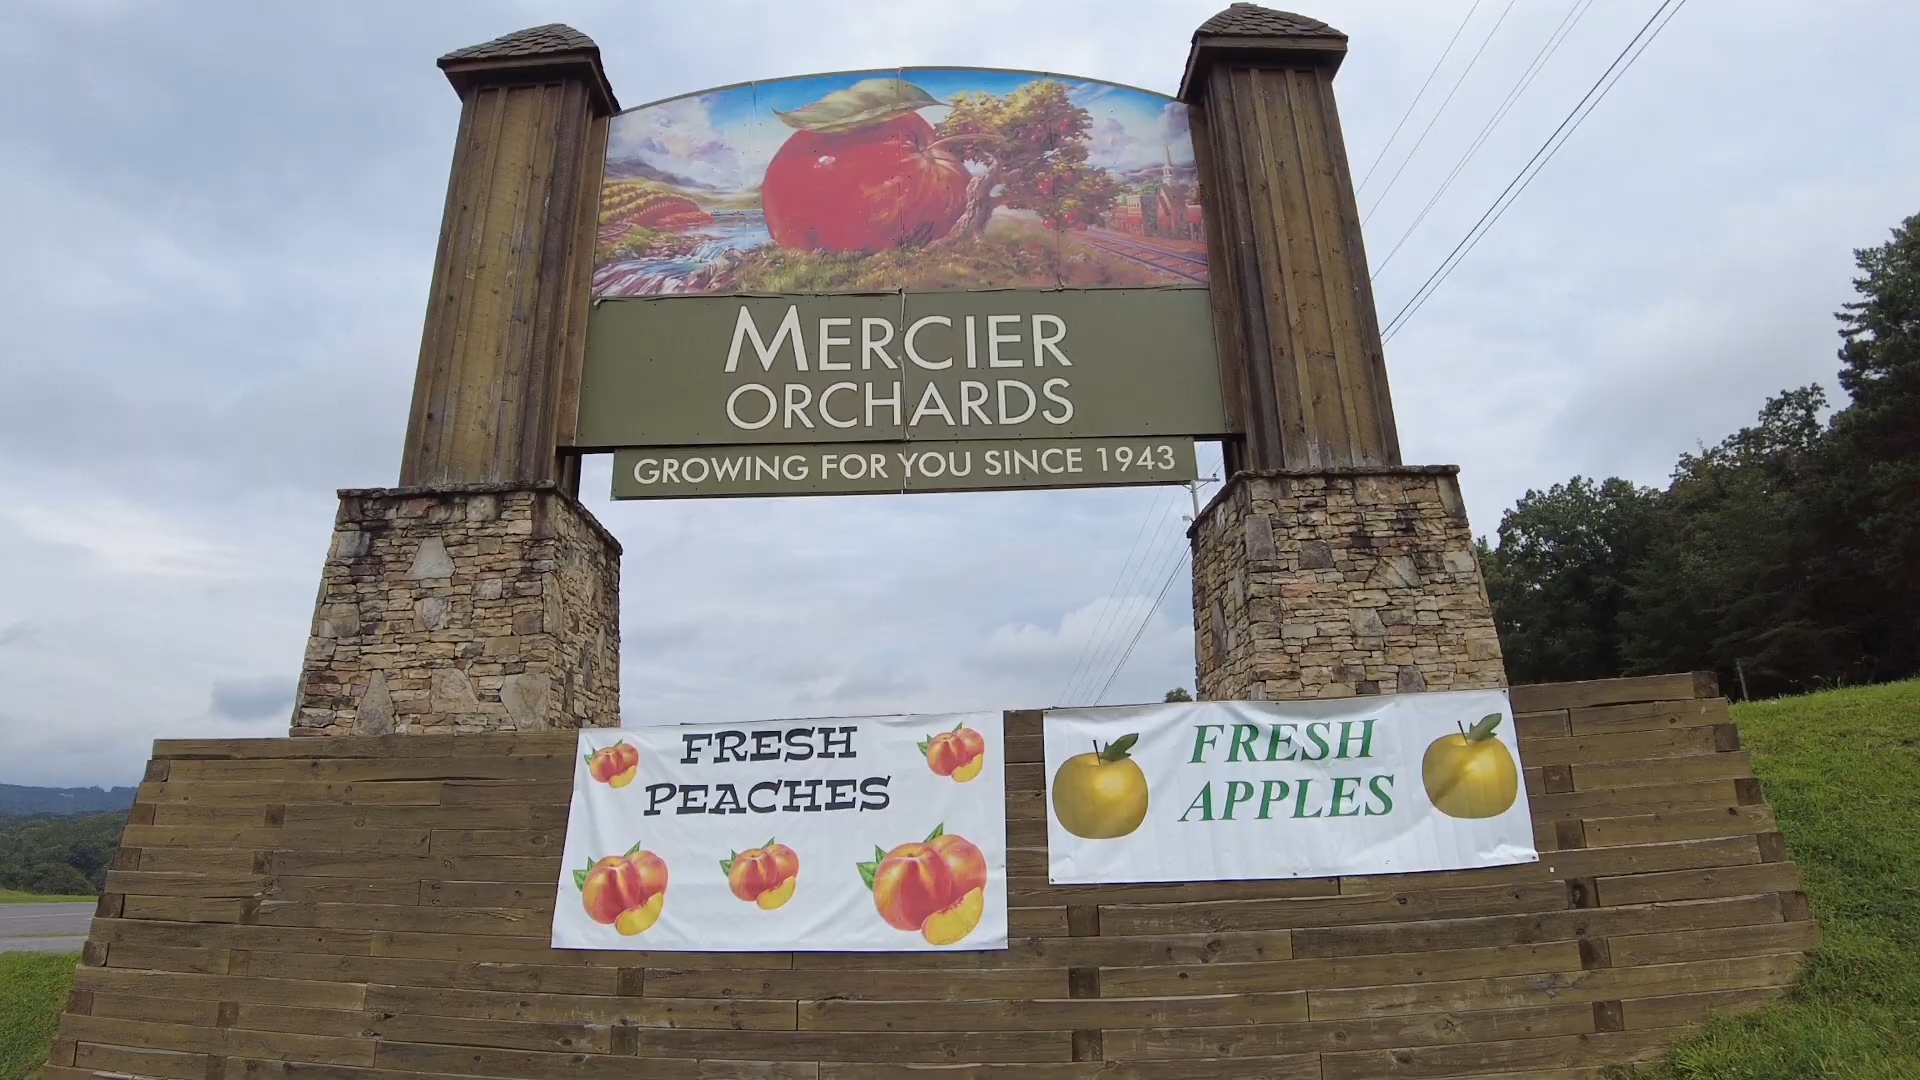 MERCIER
ORCHARDS
GROWING FOR YOU SINCE 1943
FRESH
PEACHES
FRESH
APPLES